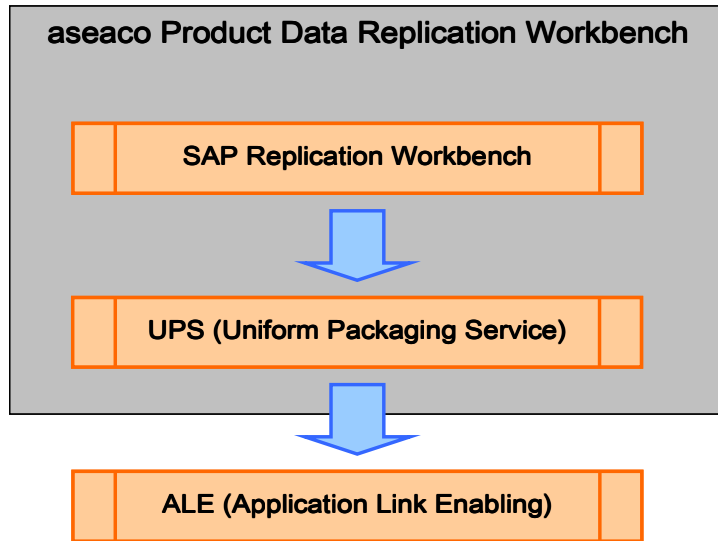 aseaco Product Data Replication Workbench
SAP Replication Workbench
UPS (Uniform Packaging Service)
ALE (Application Link Enabling)